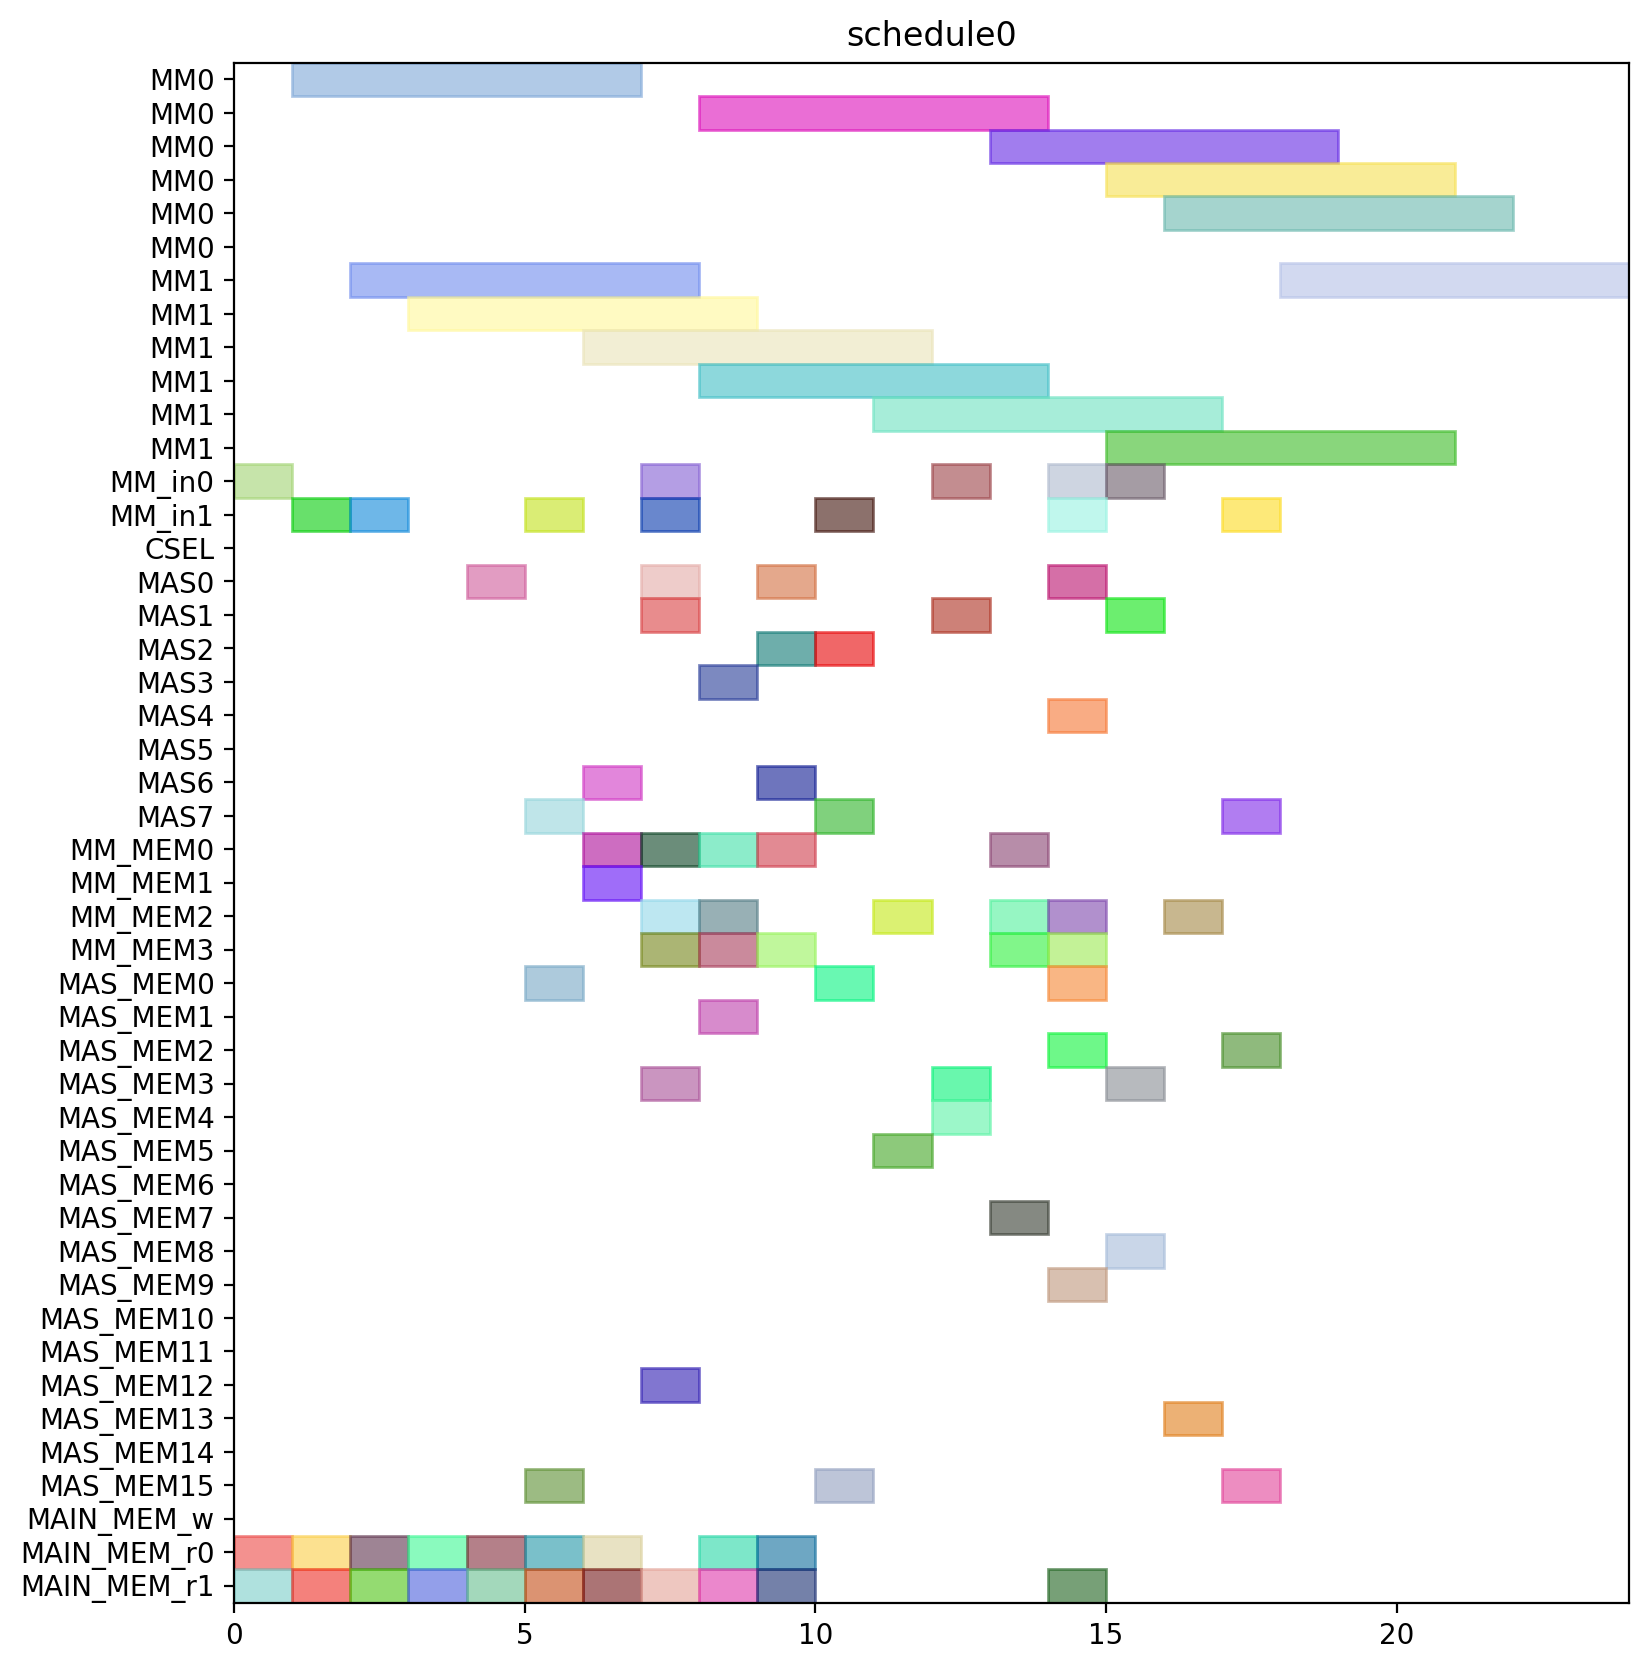 schedule0
MM0
MM0
MM0
MM0
MM0
MM0
MM1
MM1
MM1
MM1
MM1
MM1
MM_in0
MM_in1
CSEL
MAS0
MAS1
MAS2
MAS3
MAS4
MAS5
MAS6
MAS7
MM_MEM0
MM_MEM1
MM_MEM2
MM_MEM3
MAS_MEM0
MAS_MEM1
MAS_MEM2
MAS_MEM3
MAS_MEM4
MAS_MEM5
MAS_MEM6
MAS_MEM7
MAS_MEM8
MAS_MEM9
MAS_MEM10
MAS_MEM11
MAS_MEM12
MAS_MEM13
MAS_MEM14
MAS_MEM15
MAIN_MEM_w
MAIN_MEM_r0
MAIN_MEM_r1
0 5 10 15 20